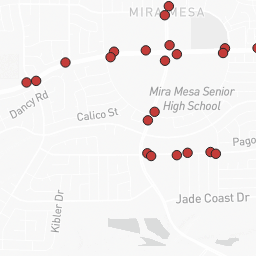 MIRA MESA
Dancy Rd
Mira Mesa Senior
High School
Calico St
Pago
Kibler Dr
Jade Coast Dr